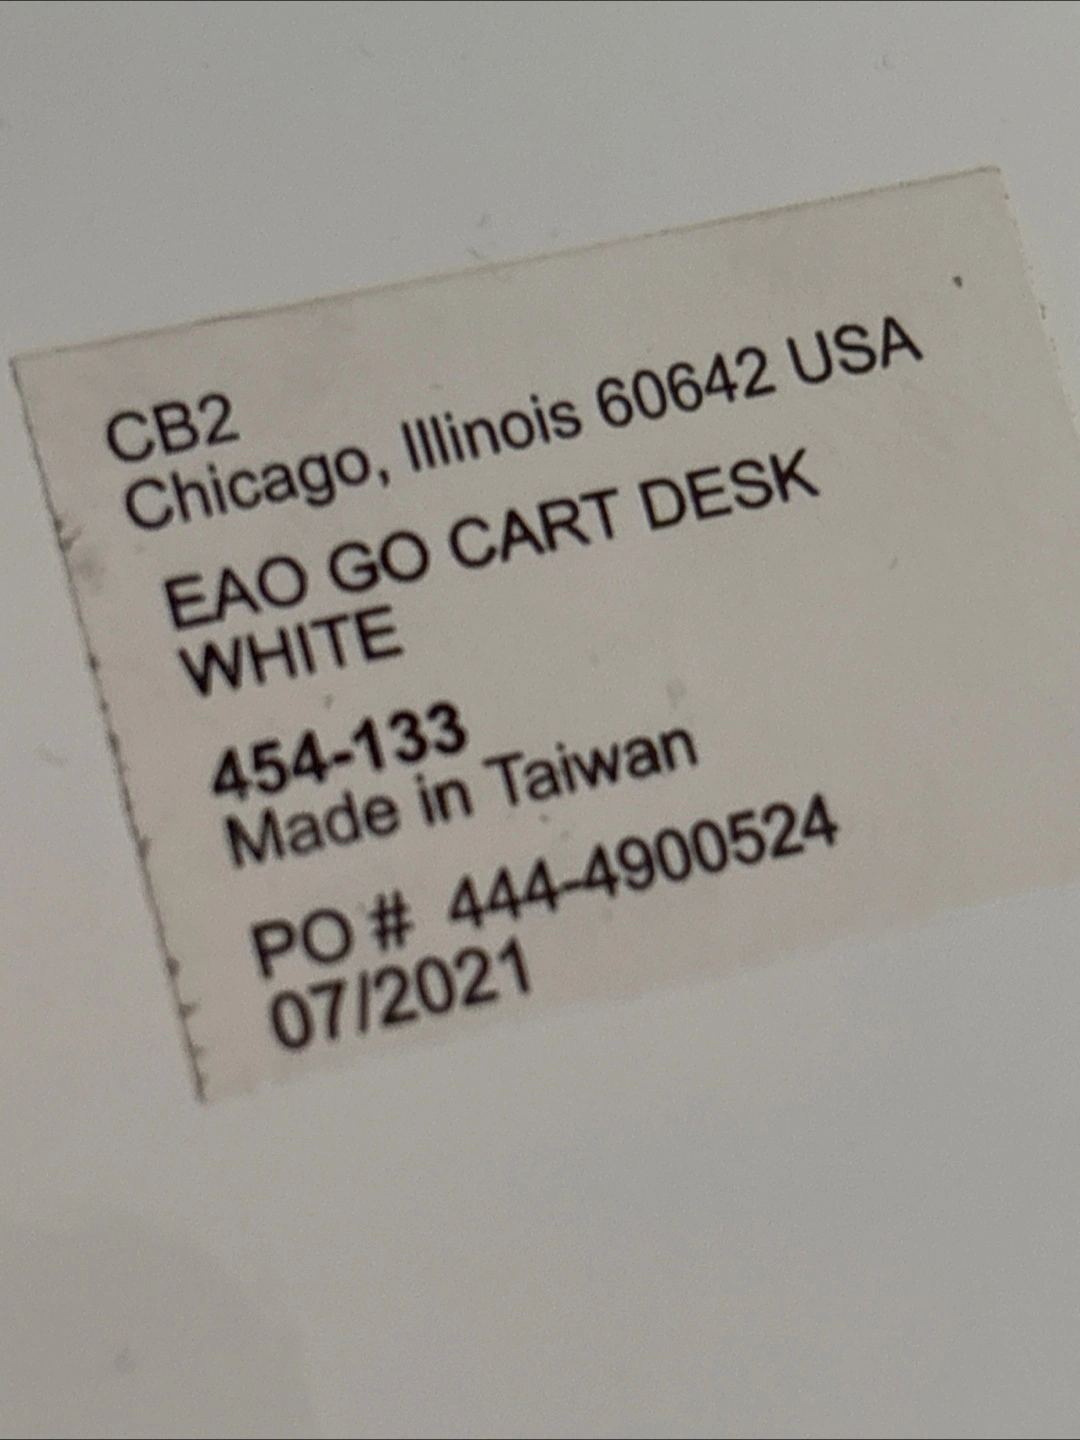 CB2
Chicago, Illinois 60642 USA
EAO GO CART DESK
WHITE
454-133
Made in Taiwan
PO # 444-4900524
07/2021